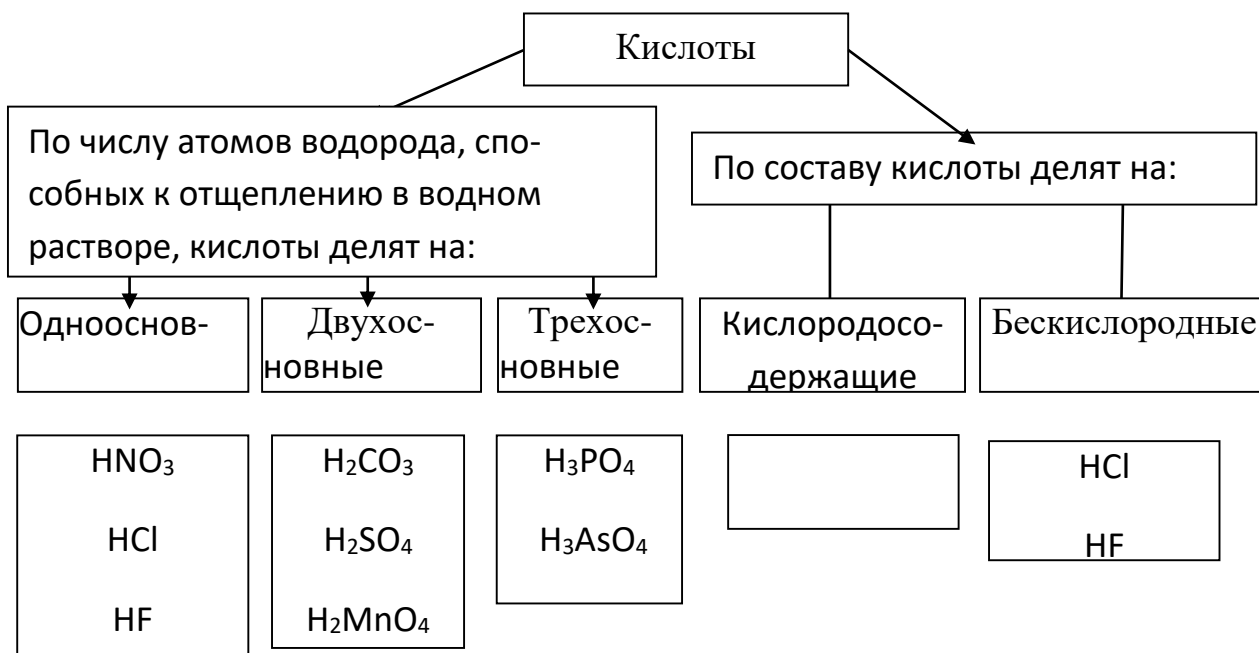 Кислоты
По числу атомов водорода, спо-
собных к отщеплению в водном
растворе, кислоты делят на:
По составу кислоты делят на:
Однооснов-
Двухос-
новные
Трехос-
новные
Кислородосо-
держащие
Бескислородные
HNO₃
HCl
HF
H₂CO₃
H₂SO₄
H₂MnO₄
H₃PO₄
H₃AsO₄
HCl
HF